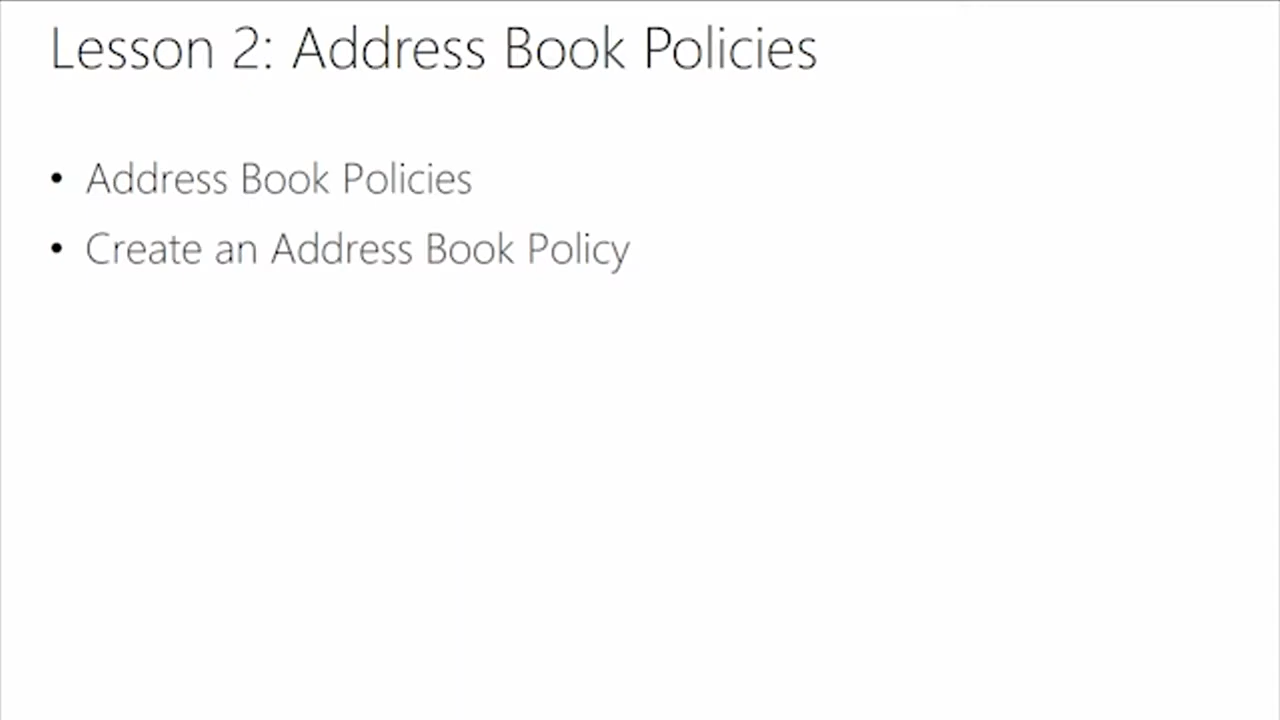 Lesson 2: Address Book Policies
• Address Book Policies
• Create an Address Book Policy